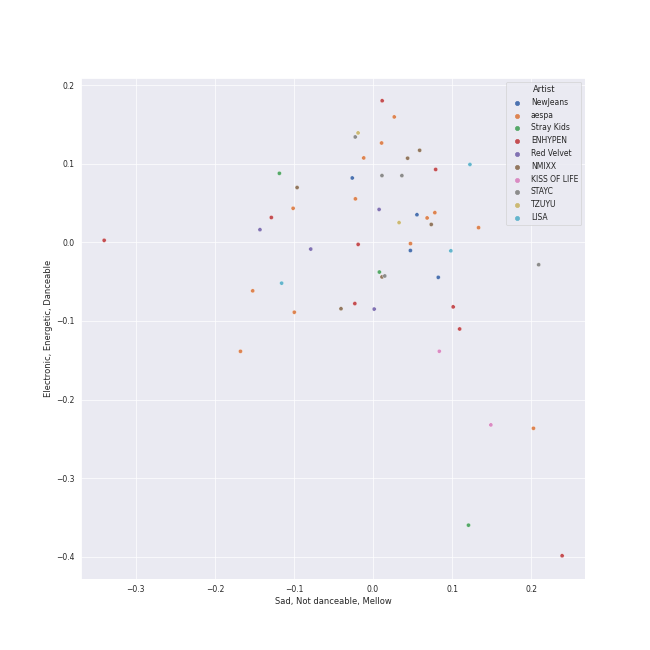 Artist
NewJeans
aespa
Stray Kids
ENHYPEN
Red Velvet
NMIXX
KISS OF LIFE
STAYC
TZUYU
LISA
0.2
0.1
0.0
−0.1
−0.2
−0.3
−0.4
Electronic, Energetic, Danceable
−0.3
−0.2
−0.1
0.0
0.1
0.2
Sad, Not danceable, Mellow